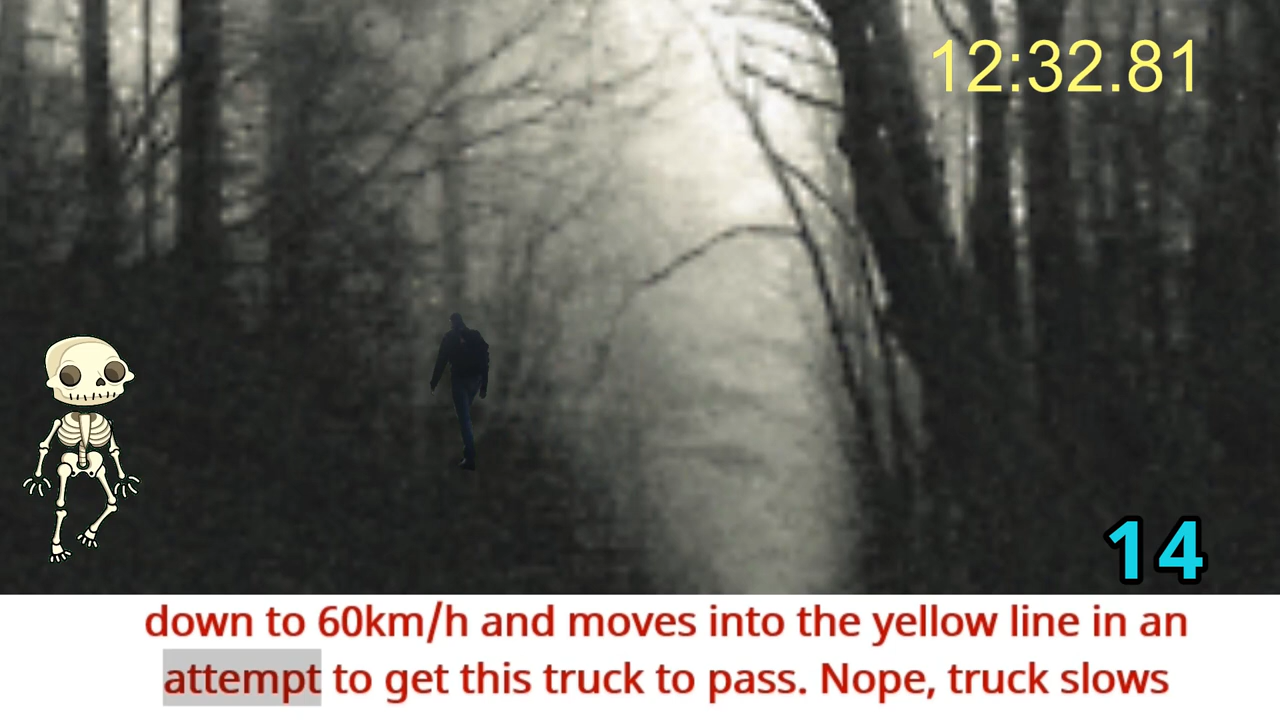 12:32.81
14
down to 60km/h and moves into the yellow line in an
attempt to get this truck to pass. Nope, truck slows